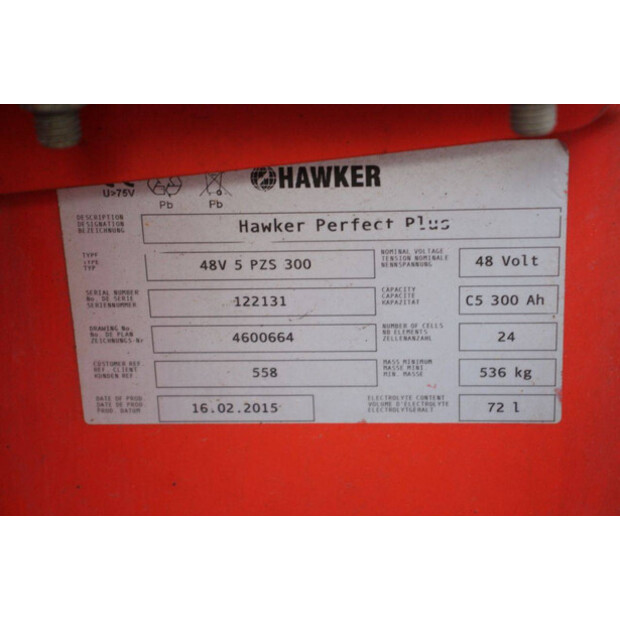 U>75V
Pb
Pb
HAWKER
DESCRIPTION
DESIGNATION
BEZEICHNUNG
Hawker Perfect Plus
TYPE
TYPE
TYP
48V 5 PZS 300
NOMINAL VOLTAGE
TENSION NOMINALE
NENNSPANNUNG
48 Volt
SERIAL NUMBER
No. DE SERIE
SERIENNUMMER
122131
CAPACITY
CAPACITE
KAPAZITÄT
C5 300 Ah
DRAWING No.
No. DE PLAN
ZEICHNUNGS-Nr
4600664
NUMBER OF CELLS
NB ELEMENTS
ZELLENANZAHL
24
CUSTOMER REF
REF. CLIENT
KUNDEN REF
558
MASS MINIMUM
MASSE MINI
MIN. MASSE
536 kg
DATE OF PROD.
DATE DE PROD.
PROD. DATUM
16.02.2015
ELECTROLYTE CONTENT
VOLUME D'ELECTROLYTE
ELECTROLYTGEHALT
72 l